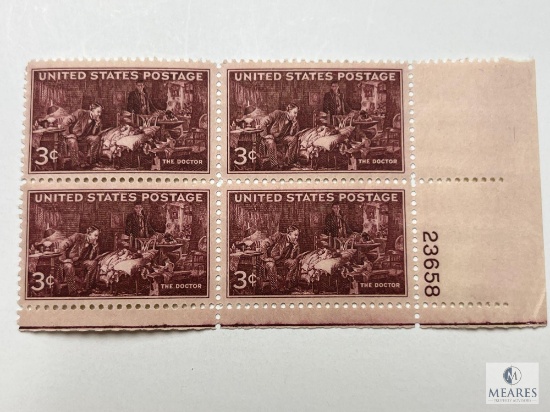 UNITED STATES POSTAGE
3¢ THE DOCTOR
UNITED STATES POSTAGE
3¢ THE DOCTOR
UNITED STATES POSTAGE
3¢ THE DOCTOR
UNITED STATES POSTAGE
3¢ THE DOCTOR
23658
M
MEARES